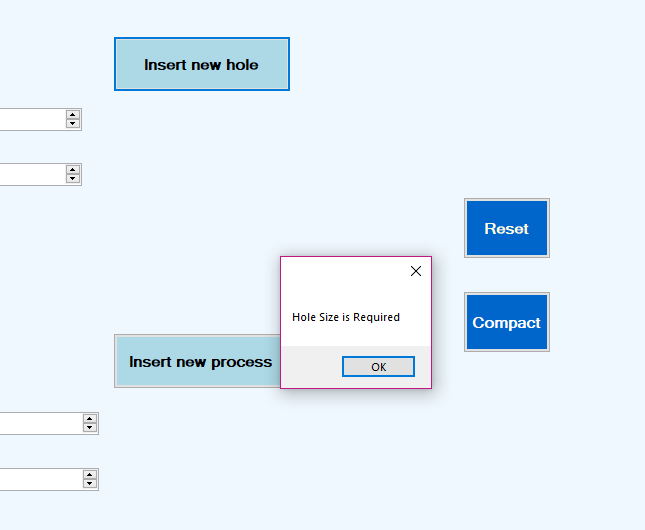 Insert new hole
Reset
Hole Size is Required
Compact
Insert new process
OK